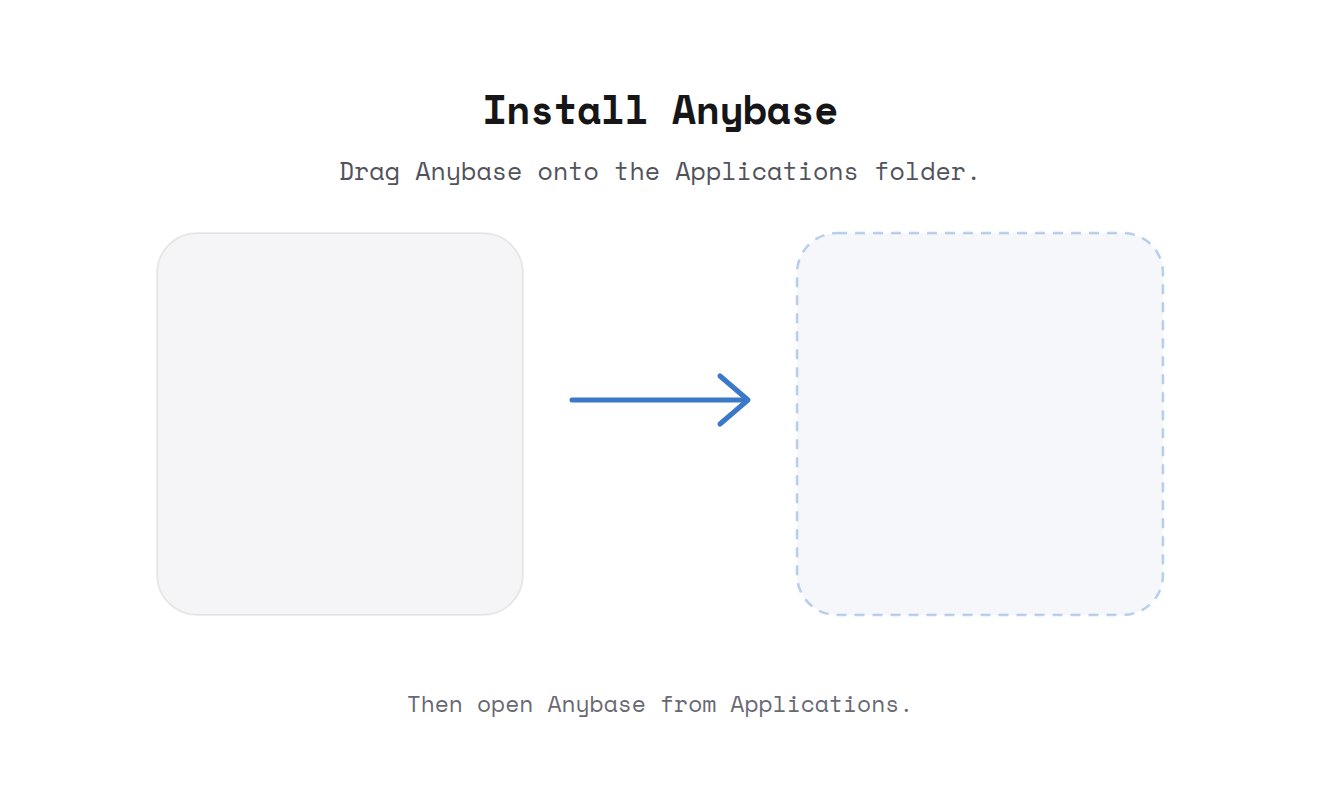 Install Anybase
Drag Anybase onto the Applications folder.
Then open Anybase from Applications.